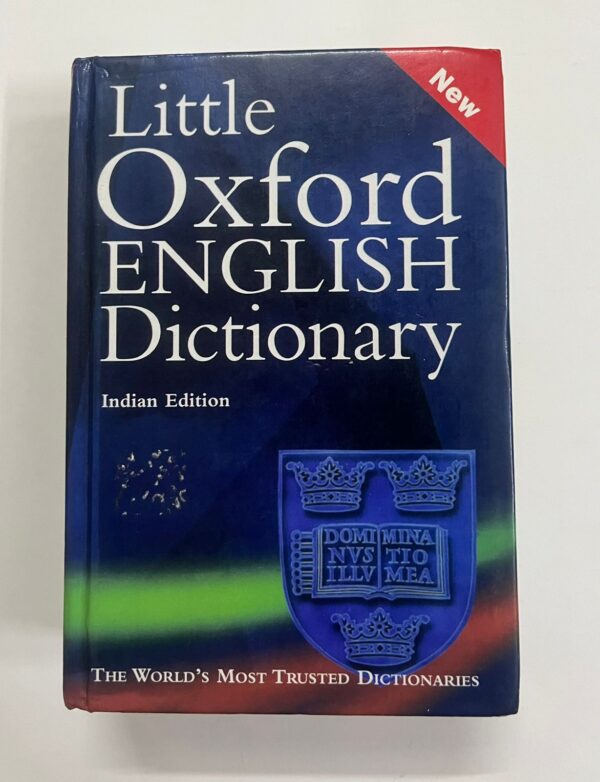 New
Little
Oxford
ENGLISH
Dictionary
Indian Edition
DOMI MINA
NVS TIO
ILLV MEA
THE WORLD'S MOST TRUSTED DICTIONARIES